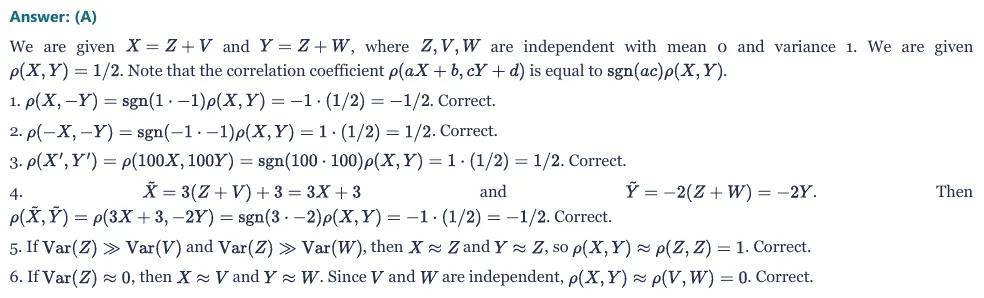 Answer: (A)
We are given X = Z + V and Y = Z + W, where Z, V, W are independent with mean 0 and variance 1. We are given
ρ(X, Y) = 1/2. Note that the correlation coefficient ρ(aX + b, cY + d) is equal to sgn(ac)ρ(X, Y).
1. ρ(X, −Y) = sgn(1 · −1)ρ(X, Y) = −1 · (1/2) = −1/2. Correct.
2. ρ(−X, −Y) = sgn(−1 · −1)ρ(X, Y) = 1 · (1/2) = 1/2. Correct.
3. ρ(X′, Y′) = ρ(100X, 100Y) = sgn(100 · 100)ρ(X, Y) = 1 · (1/2) = 1/2. Correct.
4. X̃ = 3(Z + V) + 3 = 3X + 3 and Ỹ = −2(Z + W) = −2Y. Then
ρ(X̃, Ỹ) = ρ(3X + 3, −2Y) = sgn(3 · −2)ρ(X, Y) = −1 · (1/2) = −1/2. Correct.
5. If Var(Z) ≫ Var(V) and Var(Z) ≫ Var(W), then X ≈ Z and Y ≈ Z, so ρ(X, Y) ≈ ρ(Z, Z) = 1. Correct.
6. If Var(Z) ≈ 0, then X ≈ V and Y ≈ W. Since V and W are independent, ρ(X, Y) ≈ ρ(V, W) = 0. Correct.